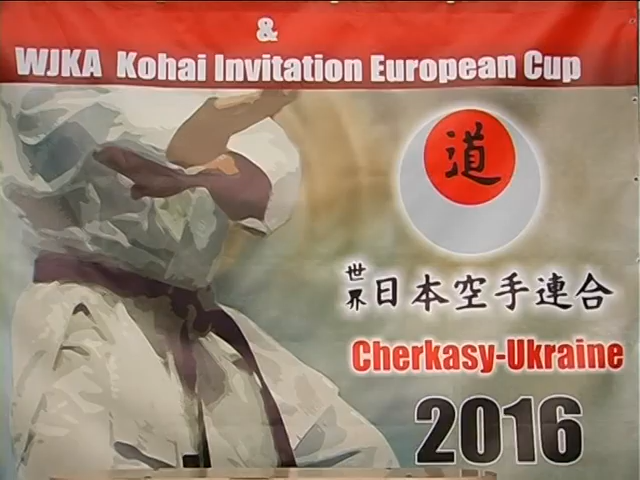 &
WJKA Kohai Invitation European Cup
道
世界日本空手連合
Cherkasy-Ukraine
2016